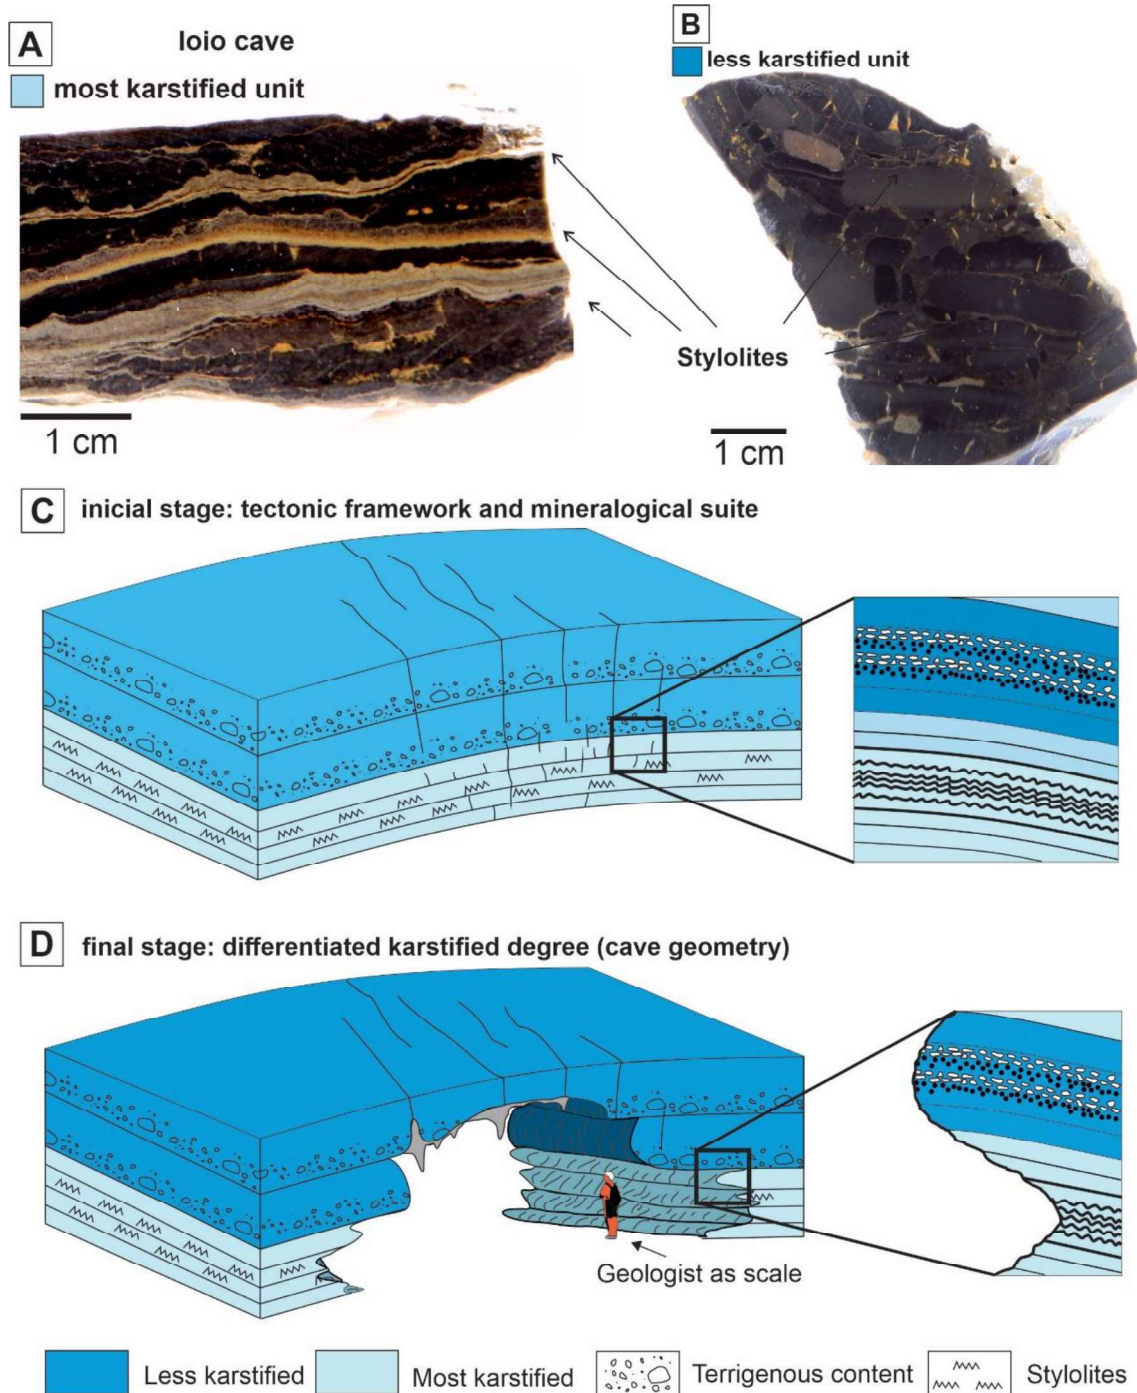 A
Ioio cave
most karstified unit
B
less karstified unit
Stylolites
1 cm
1 cm
C
inicial stage: tectonic framework and mineralogical suite
D
final stage: differentiated karstified degree (cave geometry)
Geologist as scale
Less karstified
Most karstified
Terrigenous content
Stylolites